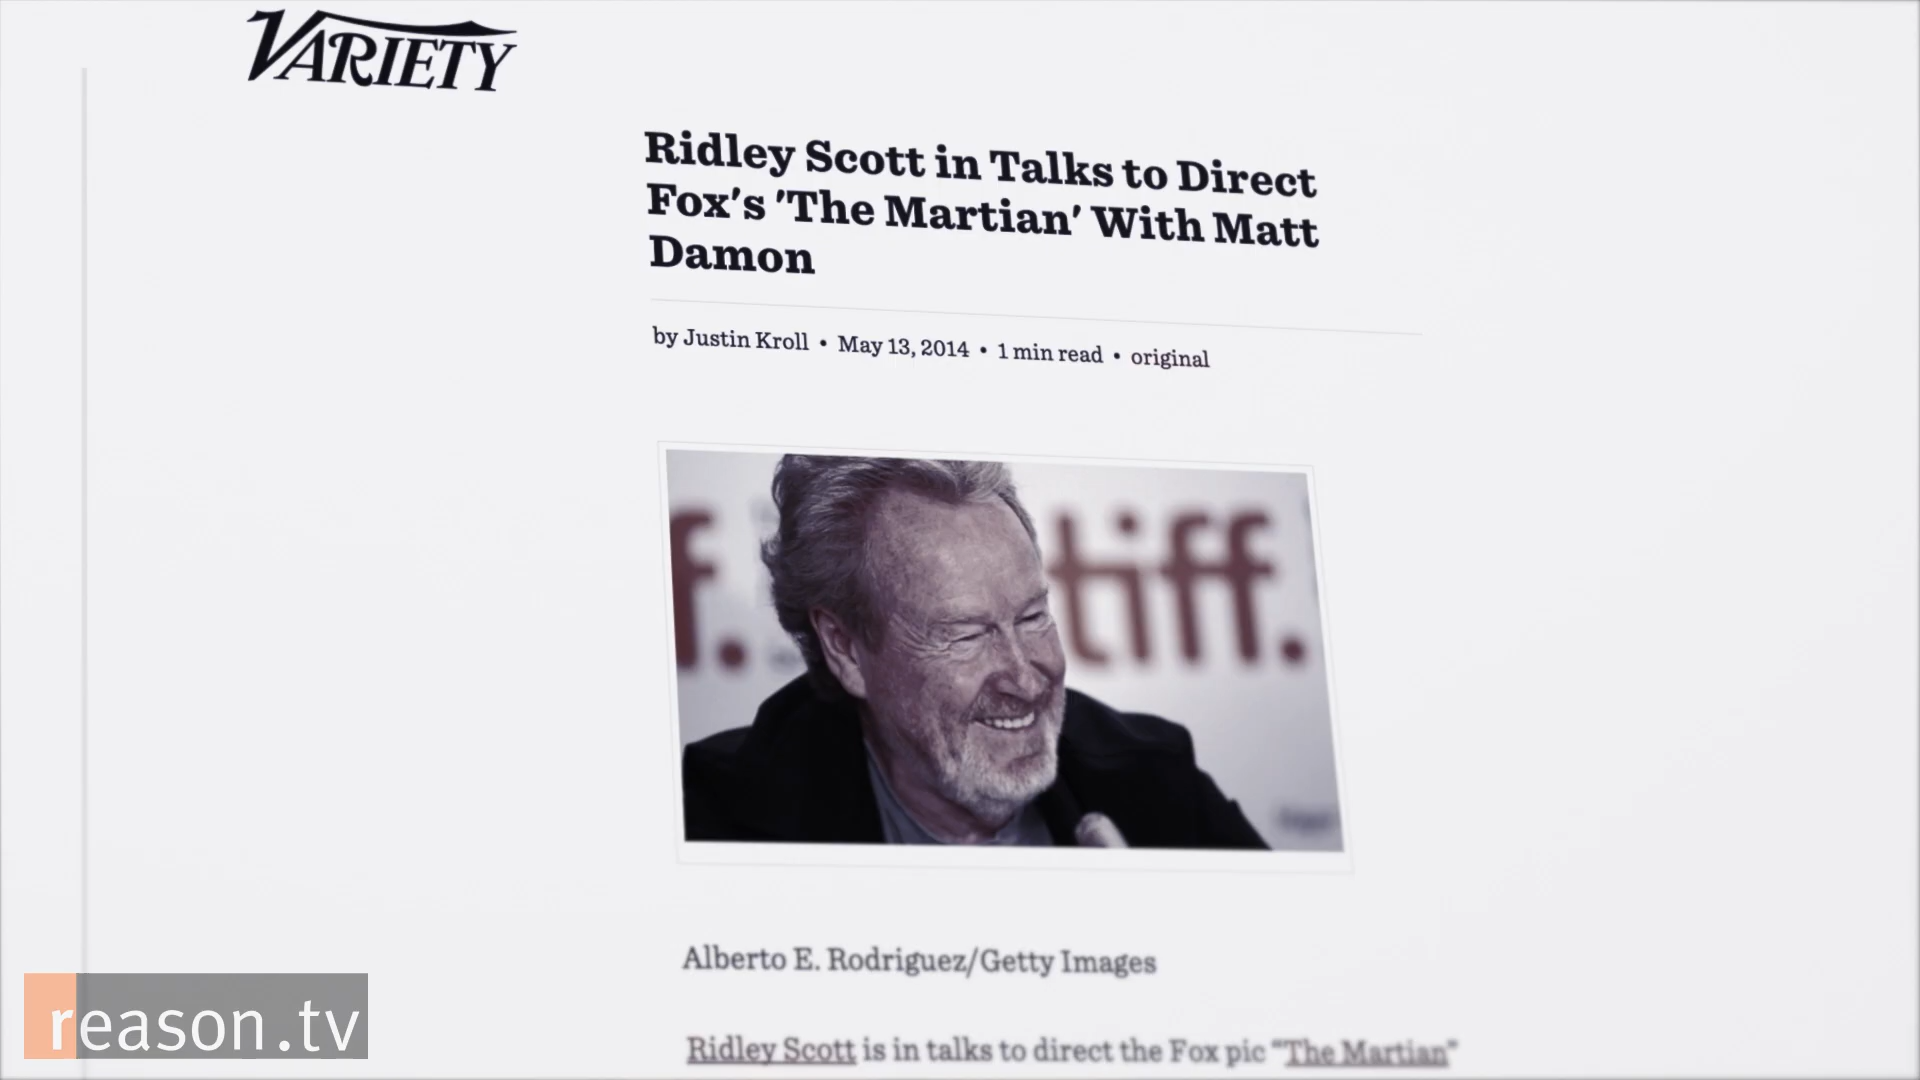 VARIETY
Ridley Scott in Talks to Direct
Fox's 'The Martian' With Matt
Damon
by Justin Kroll • May 13, 2014 • 1 min read • original
f.
tiff.
Alberto E. Rodriguez/Getty Images
Ridley Scott is in talks to direct the Fox pic "The Martian"
reason.tv